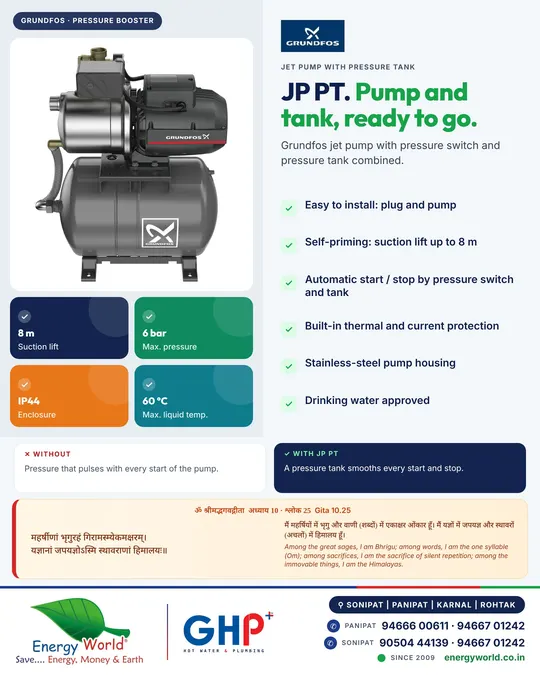 GRUNDFOS · PRESSURE BOOSTER
GRUNDFOS
GRUNDFOS
8 m
Suction lift
6 bar
Max. pressure
IP44
Enclosure
60 °C
Max. liquid temp.
GRUNDFOS
JET PUMP WITH PRESSURE TANK
JP PT. Pump and
tank, ready to go.
Grundfos jet pump with pressure switch and
pressure tank combined.
Easy to install: plug and pump
Self-priming: suction lift up to 8 m
Automatic start / stop by pressure switch
and tank
Built-in thermal and current protection
Stainless-steel pump housing
Drinking water approved
✕ WITHOUT
Pressure that pulses with every start of the pump.
✓ WITH JP PT
A pressure tank smooths every start and stop.
ॐ श्रीमद्भगवद्गीता अध्याय 10 · श्लोक 25 Gita 10.25
महर्षीणां भृगुरहं गिरामस्म्येकमक्षरम्।
यज्ञानां जपयज्ञोऽस्मि स्थावराणां हिमालयः॥
मैं महर्षियों में भृगु और वाणी (शब्दों) में एकाक्षर ओंकार हूँ। मैं यज्ञों में जपयज्ञ और स्थावरों
(अचलों) में हिमालय हूँ।
Among the great sages, I am Bhrigu; among words, I am the one syllable
(Om); among sacrifices, I am the sacrifice of silent repetition; among the
immovable things, I am the Himalayas.
Energy World
Save.... Energy, Money & Earth
GHP+
HOT WATER & PLUMBING
SONIPAT | PANIPAT | KARNAL | ROHTAK
PANIPAT 94666 00611 · 94667 01242
SONIPAT 90504 44139 · 94667 01242
SINCE 2009 energyworld.co.in